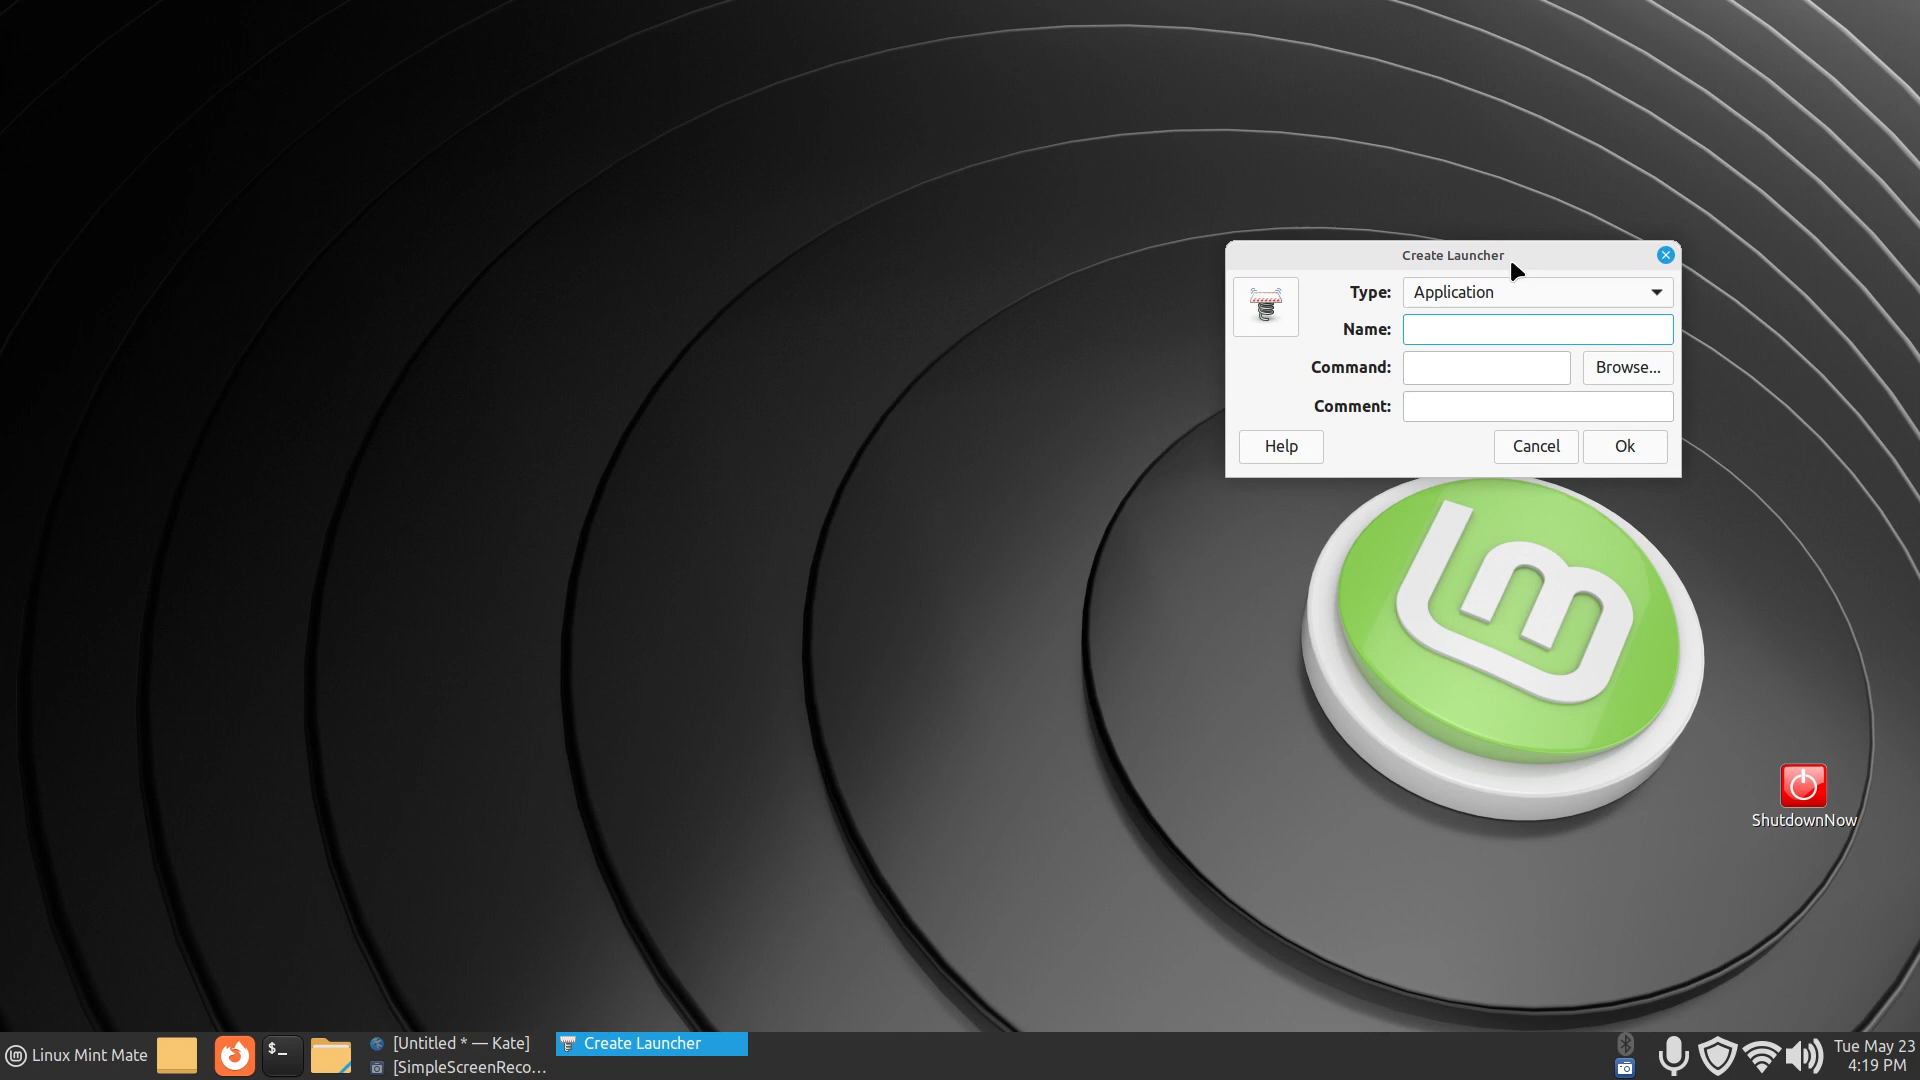 Create Launcher
Type: Application
Name:
Command: Browse...
Comment:
Help Cancel Ok
ShutdownNow
Linux Mint Mate
$_
[Untitled * — Kate]
[SimpleScreenReco...
Create Launcher
Tue May 23
4:19 PM